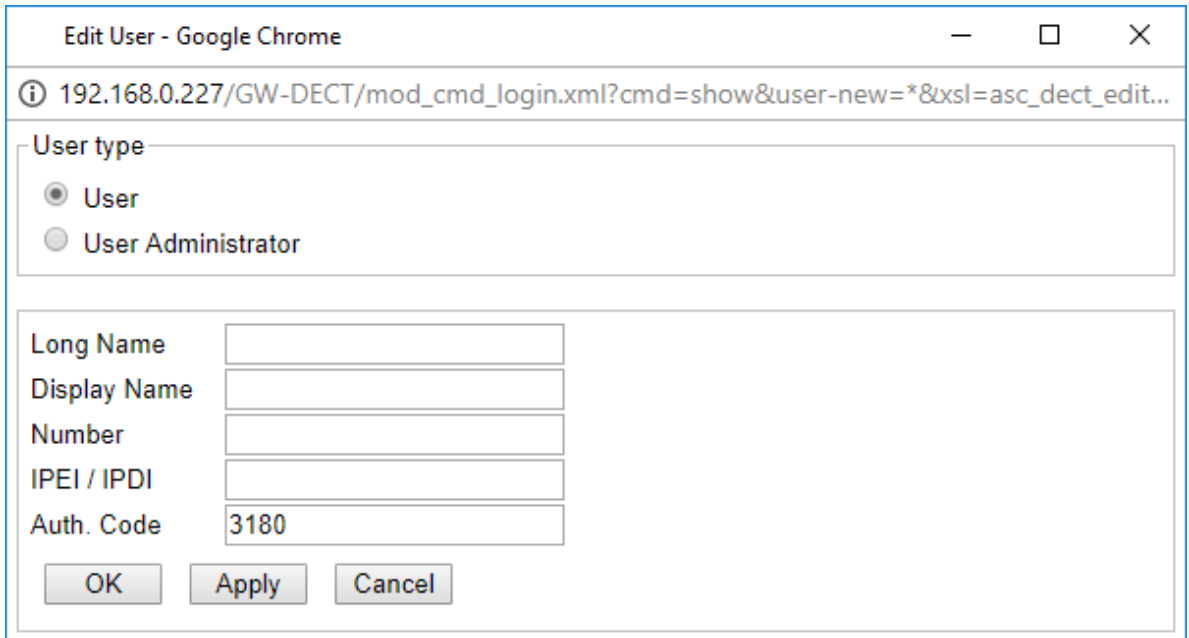 Edit User - Google Chrome
192.168.0.227/GW-DECT/mod_cmd_login.xml?cmd=show&user-new=*&xsl=asc_dect_edit...
User type
User
User Administrator
Long Name
Display Name
Number
IPEI / IPDI
Auth. Code 3180
OK Apply Cancel